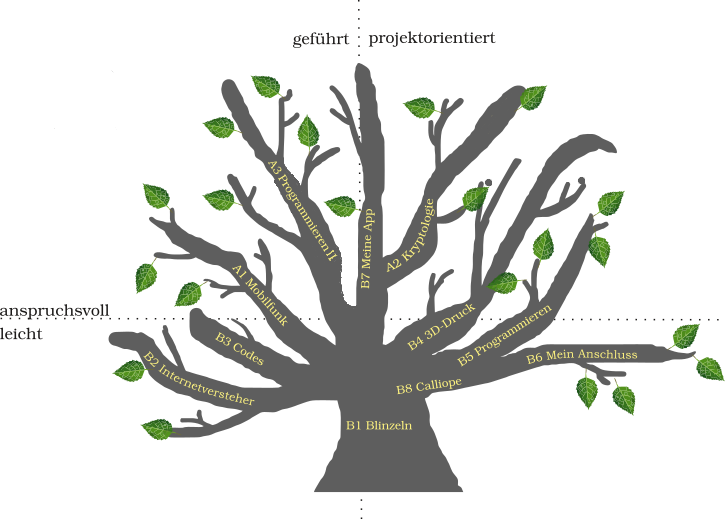 geführt
projektorientiert
A3 Programmieren II
B7 Meine App
A2 Kryptologie
A1 Mobilfunk
anspruchsvoll
leicht
B3 Codes
B4 3D-Druck
B5 Programmieren
B2 Internetversteher
B6 Mein Anschluss
B8 Calliope
B1 Blinzeln